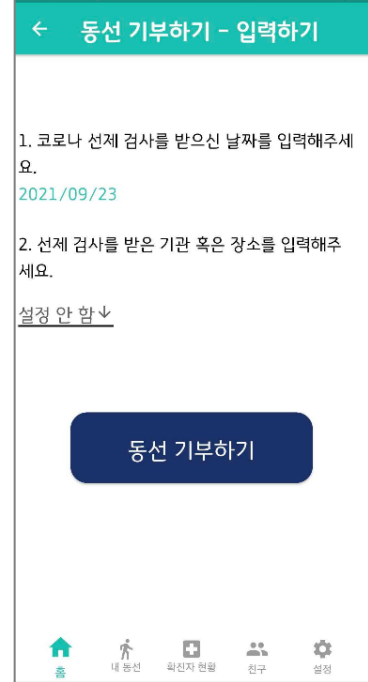 ← 동선 기부하기 - 입력하기
1. 코로나 선제 검사를 받으신 날짜를 입력해주세
요.
2021/09/23
2. 선제 검사를 받은 기관 혹은 장소를 입력해주
세요.
설정 안 함↓
동선 기부하기
홈 내 동선 확진자 현황 친구 설정